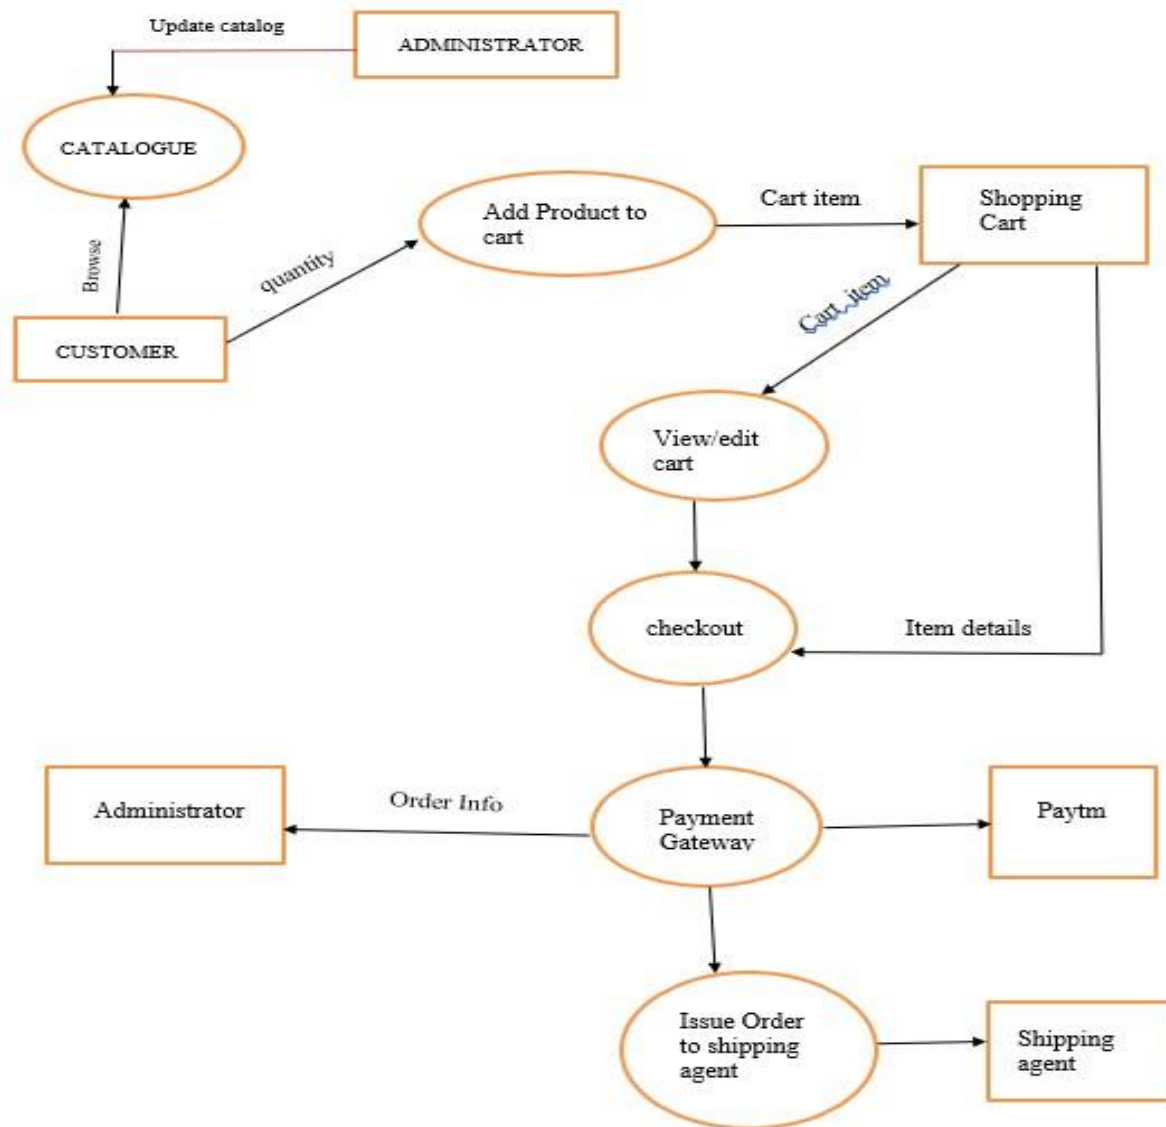 Update catalog
ADMINISTRATOR
CATALOGUE
Browse
CUSTOMER
quantity
Add Product to
cart
Cart item
Shopping
Cart
Cart item
View/edit
cart
checkout
Item details
Administrator
Order Info
Payment
Gateway
Paytm
Issue Order
to shipping
agent
Shipping
agent